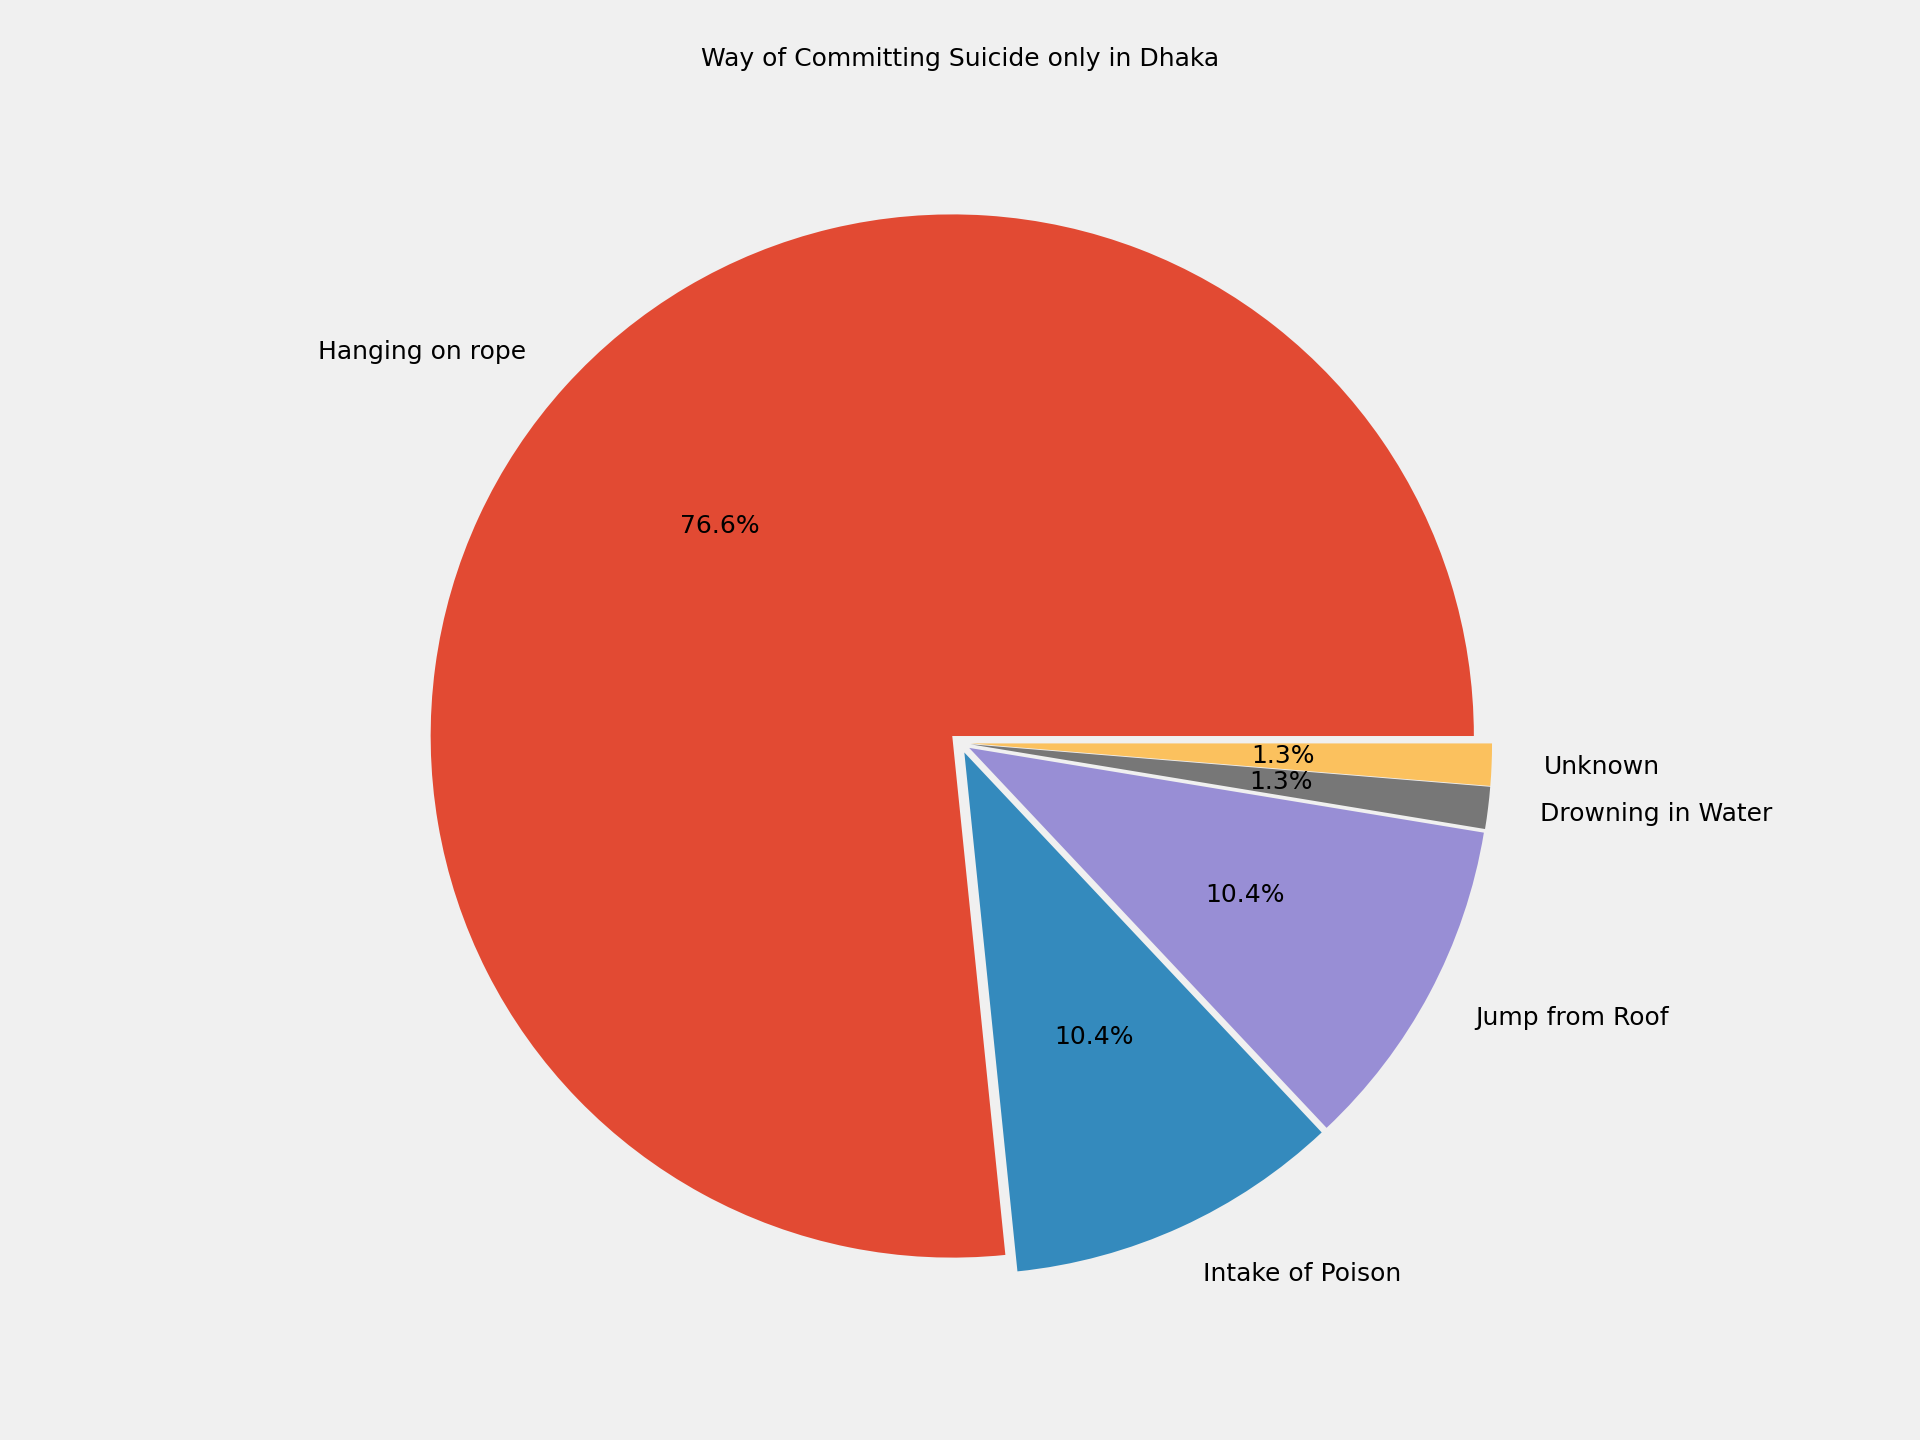 Way of Committing Suicide only in Dhaka
Hanging on rope
76.6%
1.3%
Unknown
1.3%
Drowning in Water
10.4%
Jump from Roof
10.4%
Intake of Poison